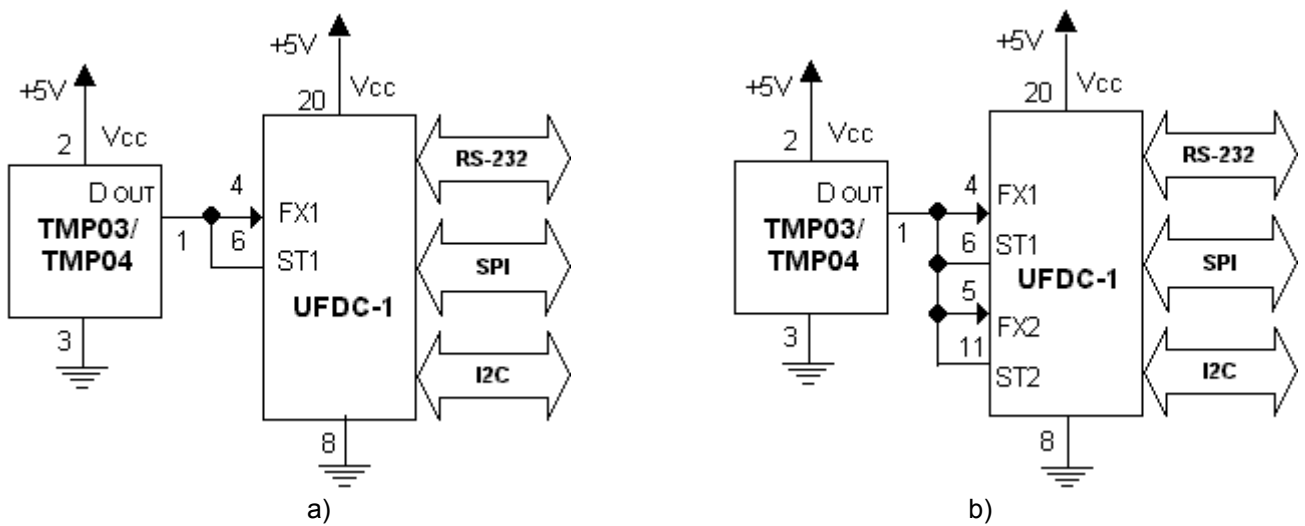 +5V
Vcc
20
+5V
Vcc
2
D OUT
TMP03/
TMP04
1
3
4
FX1
6
ST1
UFDC-1
8
RS-232
SPI
I2C
a)
+5V
Vcc
20
+5V
Vcc
2
D OUT
TMP03/
TMP04
1
3
4
FX1
6
ST1
UFDC-1
5
FX2
11
ST2
8
RS-232
SPI
I2C
b)